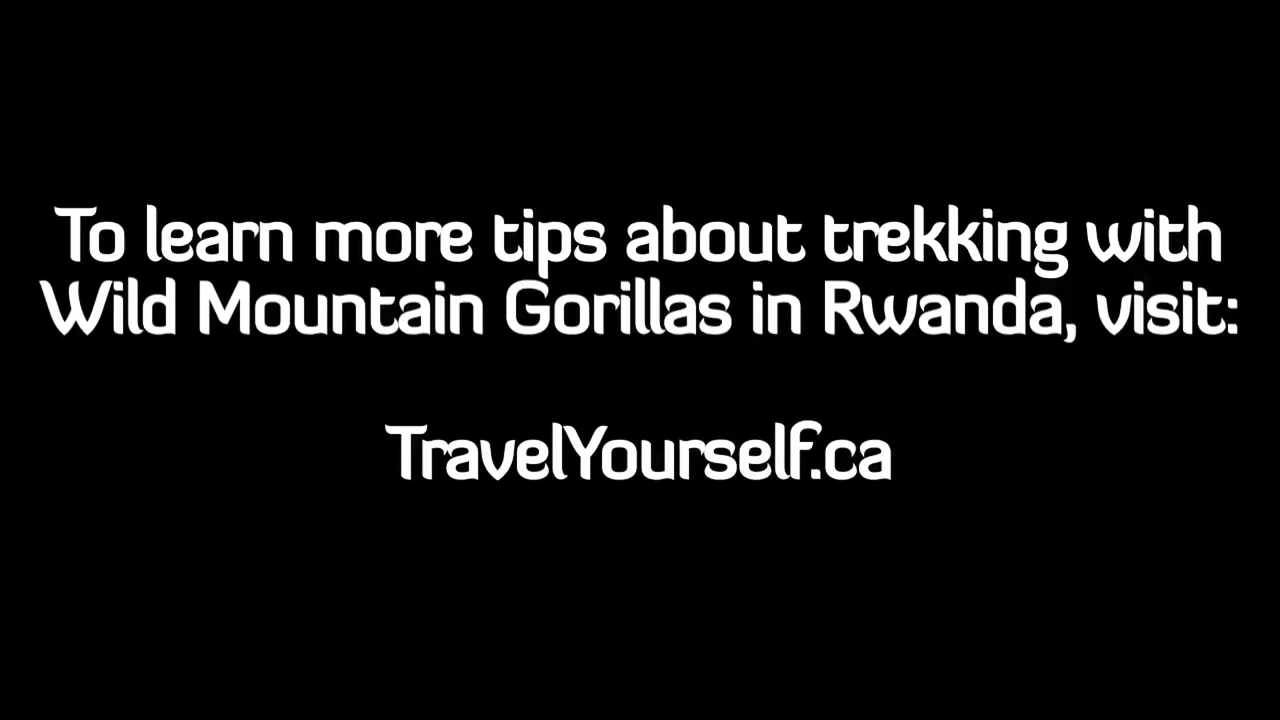 To learn more tips about trekking with
Wild Mountain Gorillas in Rwanda, visit:
TravelYourself.ca